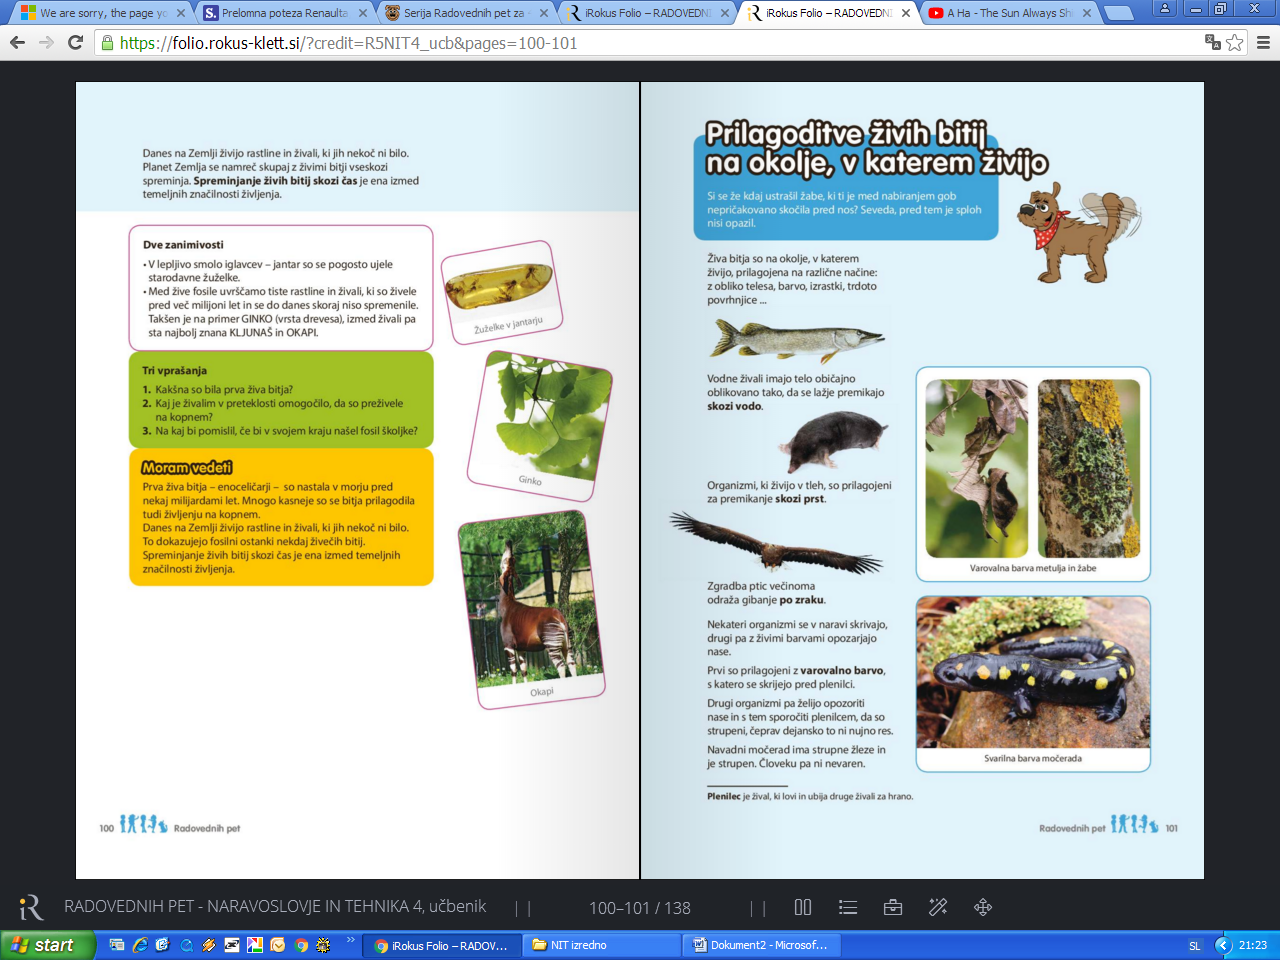 We are sorry, the page yo
Prelomna poteza Renaulta
Serija Radovednih pet za
iRokus Folio – RADOVEDNI
iRokus Folio – RADOVEDNI
A Ha - The Sun Always Sh
https://folio.rokus-klett.si/?credit=R5NIT4_ucb&pages=100-101
Danes na Zemlji živijo rastline in živali, ki jih nekoč ni bilo.
Planet Zemlja se namreč skupaj z živimi bitji vseskozi
spreminja. Spreminjanje živih bitij skozi čas je ena izmed
temeljnih značilnosti življenja.
Dve zanimivosti
• V lepljivo smolo iglavcev – jantar so se pogosto ujele
starodavne žuželke.
• Med žive fosile uvrščamo tiste rastline in živali, ki so živele
pred več milijoni let in se do danes skoraj niso spremenile.
Takšen je na primer GINKO (vrsta drevesa), izmed živali pa
sta najbolj znana KLJUNAŠ in OKAPI.
Žuželke v jantarju
Tri vprašanja
1. Kakšna so bila prva živa bitja?
2. Kaj je živalim v preteklosti omogočilo, da so preživele
na kopnem?
3. Na kaj bi pomislil, če bi v svojem kraju našel fosil školjke?
Ginko
Moram vedeti
Prva živa bitja – enoceličarji – so nastala v morju pred
nekaj milijardami let. Mnogo kasneje so se bitja prilagodila
tudi življenju na kopnem.
Danes na Zemlji živijo rastline in živali, ki jih nekoč ni bilo.
To dokazujejo fosilni ostanki nekdaj živečih bitij.
Spreminjanje živih bitij skozi čas je ena izmed temeljnih
značilnosti življenja.
Okapi
100 Radovednih pet
Prilagoditve živih bitij
na okolje, v katerem živijo
Si se že kdaj ustrašil žabe, ki ti je med nabiranjem gob
nepričakovano skočila pred nos? Seveda, pred tem je sploh
nisi opazil.
Živa bitja so na okolje, v katerem
živijo, prilagojena na različne načine:
z obliko telesa, barvo, izrastki, trdoto
povrhnjice ...
Vodne živali imajo telo običajno
oblikovano tako, da se lažje premikajo
skozi vodo.
Organizmi, ki živijo v tleh, so prilagojeni
za premikanje skozi prst.
Zgradba ptic večinoma
odraža gibanje po zraku.
Nekateri organizmi se v naravi skrivajo,
drugi pa z živimi barvami opozarjajo
nase.
Prvi so prilagojeni z varovalno barvo,
s katero se skrijejo pred plenilci.
Drugi organizmi pa želijo opozoriti
nase in s tem sporočiti plenilcem, da so
strupeni, čeprav dejansko to ni nujno res.
Navadni močerad ima strupne žleze in
je strupen. Človeku pa ni nevaren.
Varovalna barva metulja in žabe
Svarilna barva močerada
Plenilec je žival, ki lovi in ubija druge živali za hrano.
Radovednih pet 101
RADOVEDNIH PET - NARAVOSLOVJE IN TEHNIKA 4, učbenik
100–101 / 138
start
iRokus Folio – RADOV...
NIT izredno
Dokument2 - Microsof...
SL
21:23